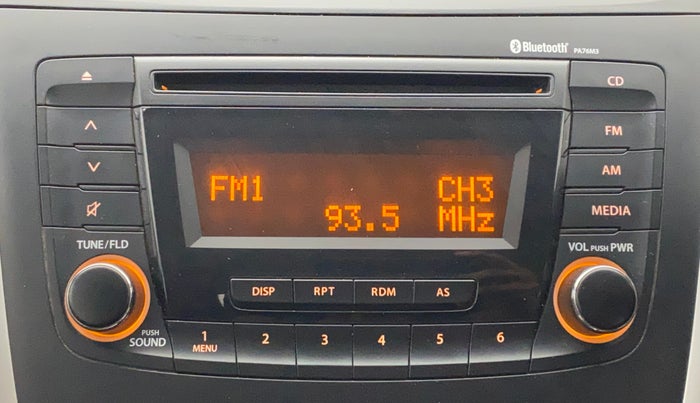 Bluetooth® PA76M3
CD
FM1 CH3
93.5 MHz
FM
AM
MEDIA
TUNE/FLD
VOL PUSH PWR
DISP RPT RDM AS
PUSH
SOUND
1 2 3 4 5 6
MENU